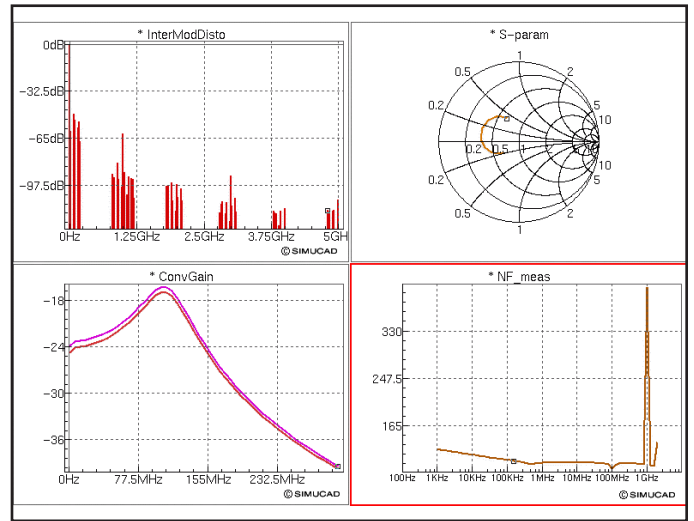 * InterModDisto
0dB
-32.5dB
-65dB
-97.5dB
0Hz 1.25GHz 2.5GHz 3.75GHz 5GH
©SIMUCAD
* S-param
1
0.5 2
0.2 5
10
0.2 0.5 1 2
0.2 10
5
0.5 2
1
* ConvGain
-18
-24
-30
-36
0Hz 77.5MHz 155MHz 232.5MHz
©SIMUCAD
* NF_meas
330
247.5
165
100Hz 1KHz 10KHz 100KHz 1MHz 10MHz 100MHz 1GHz
©SIMUCAD